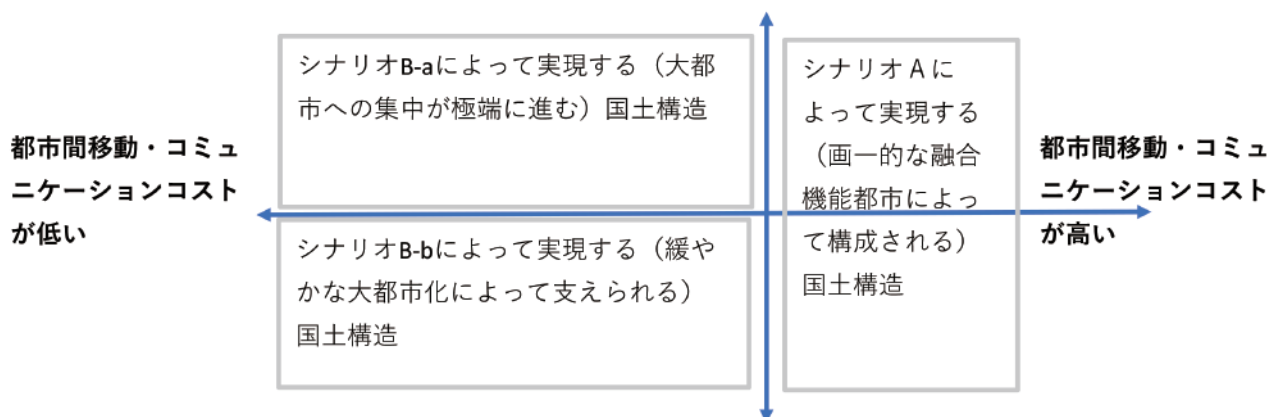 都市間移動・コミュ
ニケーションコスト
が低い
シナリオB-aによって実現する（大都
市への集中が極端に進む）国土構造
シナリオB-bによって実現する（緩や
かな大都市化によって支えられる）
国土構造
シナリオＡに
よって実現する
（画一的な融合
機能都市によっ
て構成される）
国土構造
都市間移動・コミュ
ニケーションコスト
が高い